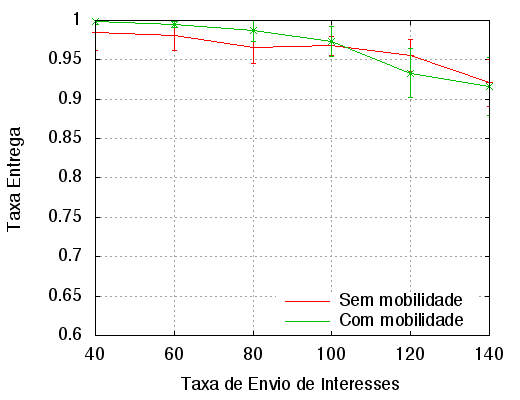 1
0.95
0.9
0.85
0.8
0.75
0.7
0.65
0.6
Taxa Entrega
Sem mobilidade
Com mobilidade
40 60 80 100 120 140
Taxa de Envio de Interesses